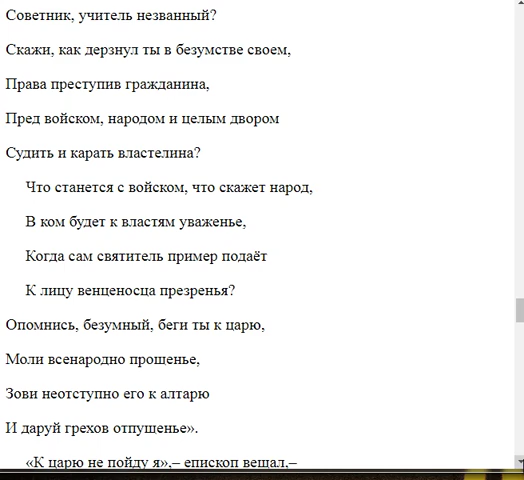 Советник, учитель незванный?
Скажи, как дерзнул ты в безумстве своем,
Права преступив гражданина,
Пред войском, народом и целым двором
Судить и карать властелина?
Что станется с войском, что скажет народ,
В ком будет к властям уваженье,
Когда сам святитель пример подаёт
К лицу венценосца презренья?
Опомнись, безумный, беги ты к царю,
Моли всенародно прощенье,
Зови неотступно его к алтарю
И даруй грехов отпущенье».
«К царю не пойду я»,– епископ вещал,–